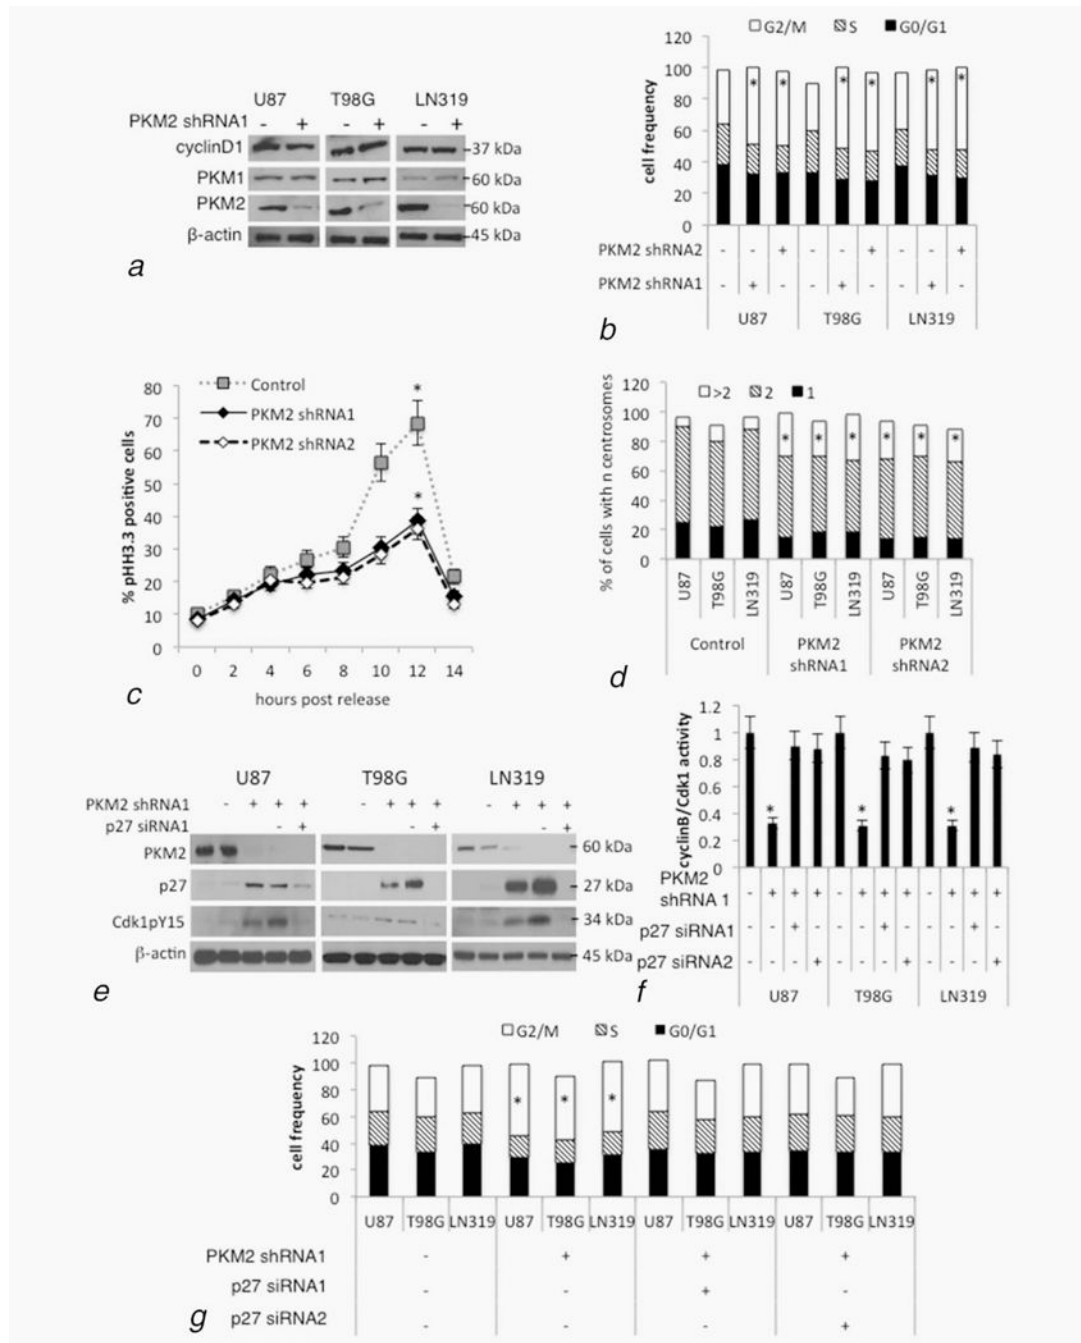 U87 T98G LN319
PKM2 shRNA1 - + - + - +
cyclinD1 37 kDa
PKM1 60 kDa
PKM2 60 kDa
β-actin 45 kDa
a
G2/M S G0/G1
cell frequency
120
100
80
60
40
20
0
* * * * * *
PKM2 shRNA2 - - + - - + - - +
PKM2 shRNA1 - + - - + - - + -
U87 T98G LN319
b
% pHH3.3 positive cells
80
70
60
50
40
30
20
10
0
Control
PKM2 shRNA1
PKM2 shRNA2
*
*
0 2 4 6 8 10 12 14
hours post release
c
% of cells with n centrosomes
>2 2 1
120
100
80
60
40
20
0
* * * * * *
U87 T98G LN319 U87 T98G LN319 U87 T98G LN319
Control PKM2 PKM2
shRNA1 shRNA2
d
U87 T98G LN319
PKM2 shRNA1 - + + + - + + + - + + +
p27 siRNA1 - + - + - +
PKM2 60 kDa
p27 27 kDa
Cdk1pY15 34 kDa
β-actin 45 kDa
e
cyclinB/Cdk1 activity
1.2
1
0.8
0.6
0.4
0.2
0
* * *
PKM2
shRNA 1 - + + + - + + + - + + +
p27 siRNA1 - - + - - - + - - - + -
p27 siRNA2 - - - + - - - + - - - +
U87 T98G LN319
f
G2/M S G0/G1
cell frequency
120
100
80
60
40
20
0
* * *
U87 T98G LN319 U87 T98G LN319 U87 T98G LN319 U87 T98G LN319
PKM2 shRNA1 - + + +
p27 siRNA1 - - + -
p27 siRNA2 - - - +
g